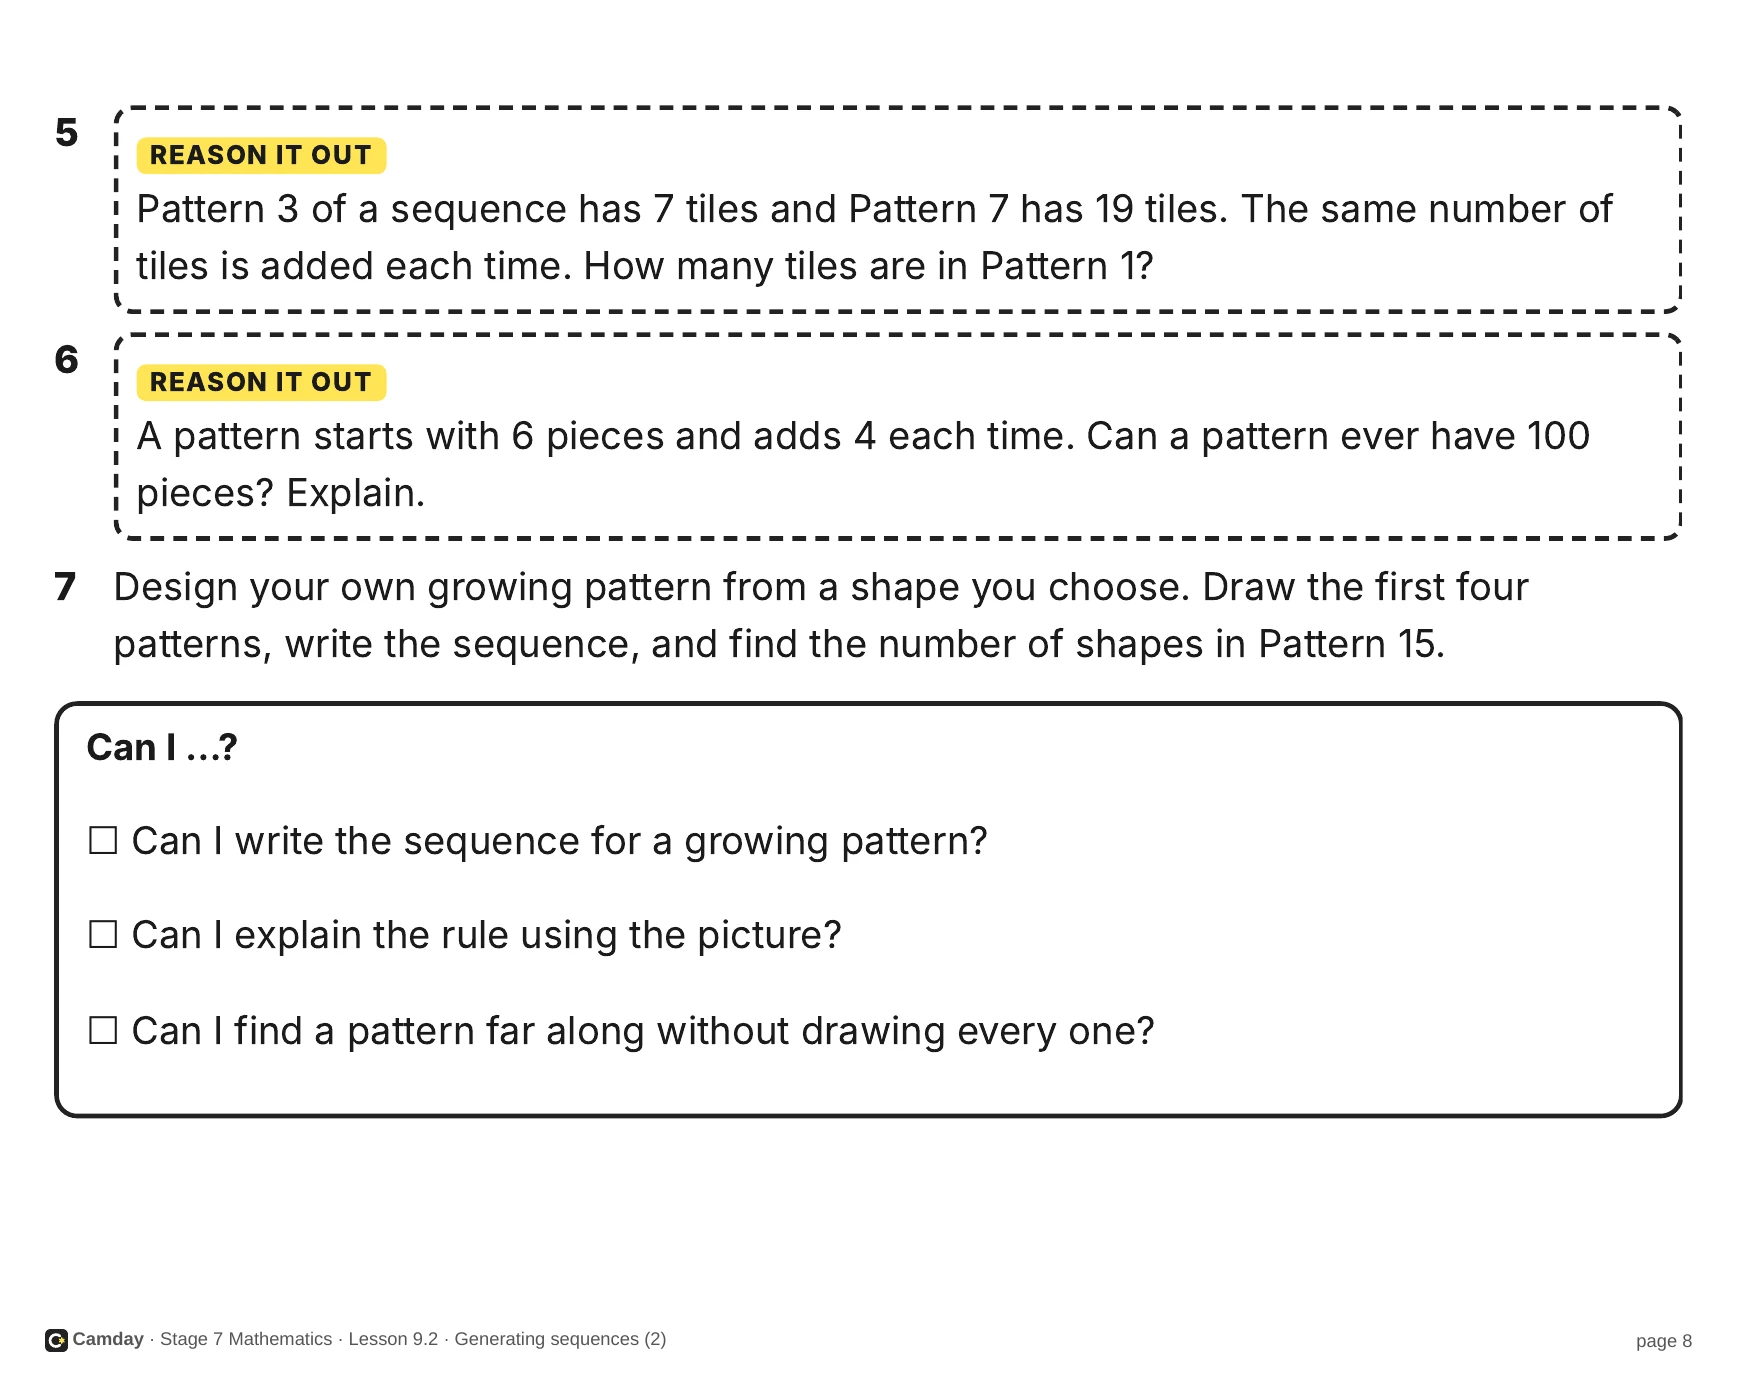 5
REASON IT OUT
Pattern 3 of a sequence has 7 tiles and Pattern 7 has 19 tiles. The same number of
tiles is added each time. How many tiles are in Pattern 1?
6
REASON IT OUT
A pattern starts with 6 pieces and adds 4 each time. Can a pattern ever have 100
pieces? Explain.
7 Design your own growing pattern from a shape you choose. Draw the first four
patterns, write the sequence, and find the number of shapes in Pattern 15.
Can I …?
☐ Can I write the sequence for a growing pattern?
☐ Can I explain the rule using the picture?
☐ Can I find a pattern far along without drawing every one?
Camday · Stage 7 Mathematics · Lesson 9.2 · Generating sequences (2)
page 8